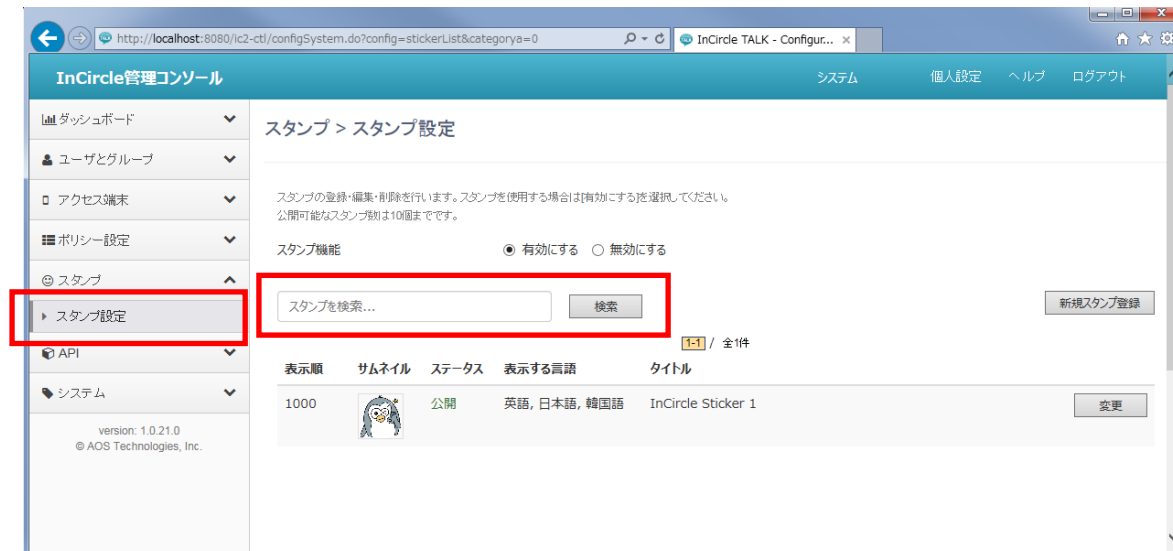 http://localhost:8080/ic2-ctl/configSystem.do?config=stickerList&categorya=0
InCircle TALK - Configur...
InCircle管理コンソール
システム
個人設定
ヘルプ
ログアウト
ダッシュボード
ユーザとグループ
アクセス端末
ポリシー設定
スタンプ
スタンプ設定
API
システム
version: 1.0.21.0
© AOS Technologies, Inc.
スタンプ > スタンプ設定
スタンプの登録・編集・削除を行います。スタンプを使用する場合は[有効にする]を選択してください。
公開可能なスタンプ数は10個までです。
スタンプ機能 有効にする 無効にする
スタンプを検索... 検索 新規スタンプ登録
1-1 / 全1件
表示順 サムネイル ステータス 表示する言語 タイトル
1000 公開 英語, 日本語, 韓国語 InCircle Sticker 1 変更